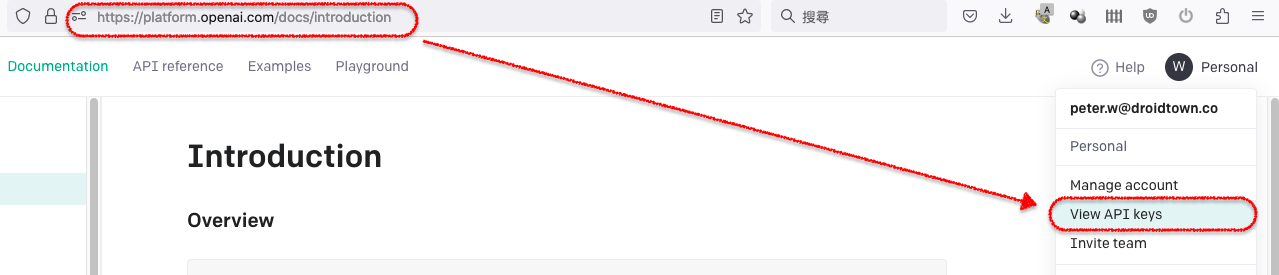 https://platform.openai.com/docs/introduction
搜尋
A
Documentation API reference Examples Playground
? Help W Personal
peter.w@droidtown.co
Personal
Manage account
View API keys
Invite team
Introduction
Overview